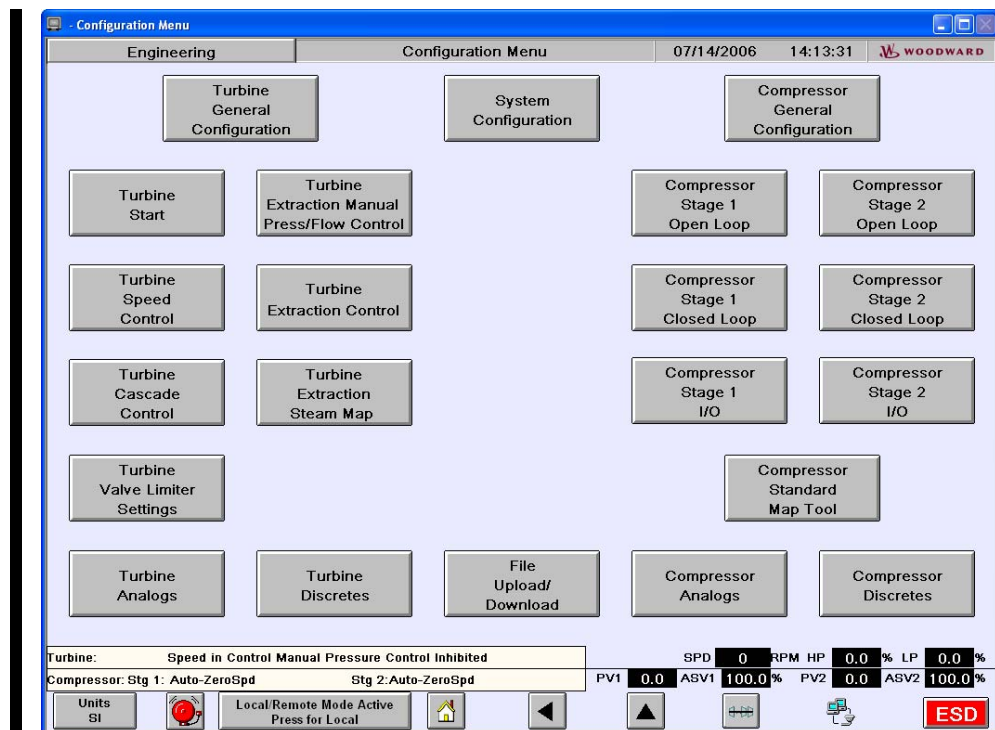 - Configuration Menu
Engineering
Configuration Menu
07/14/2006
14:13:31
WOODWARD
Turbine
General
Configuration
System
Configuration
Compressor
General
Configuration
Turbine
Start
Turbine
Extraction Manual
Press/Flow Control
Compressor
Stage 1
Open Loop
Compressor
Stage 2
Open Loop
Turbine
Speed
Control
Turbine
Extraction Control
Compressor
Stage 1
Closed Loop
Compressor
Stage 2
Closed Loop
Turbine
Cascade
Control
Turbine
Extraction
Steam Map
Compressor
Stage 1
I/O
Compressor
Stage 2
I/O
Turbine
Valve Limiter
Settings
Compressor
Standard
Map Tool
Turbine
Analogs
Turbine
Discretes
File
Upload/
Download
Compressor
Analogs
Compressor
Discretes
Turbine: Speed in Control Manual Pressure Control Inhibited
SPD 0 RPM HP 0.0 % LP 0.0 %
Compressor: Stg 1: Auto-ZeroSpd Stg 2:Auto-ZeroSpd
PV1 0.0 ASV1 100.0 % PV2 0.0 ASV2 100.0 %
Units
SI
Local/Remote Mode Active
Press for Local
ESD